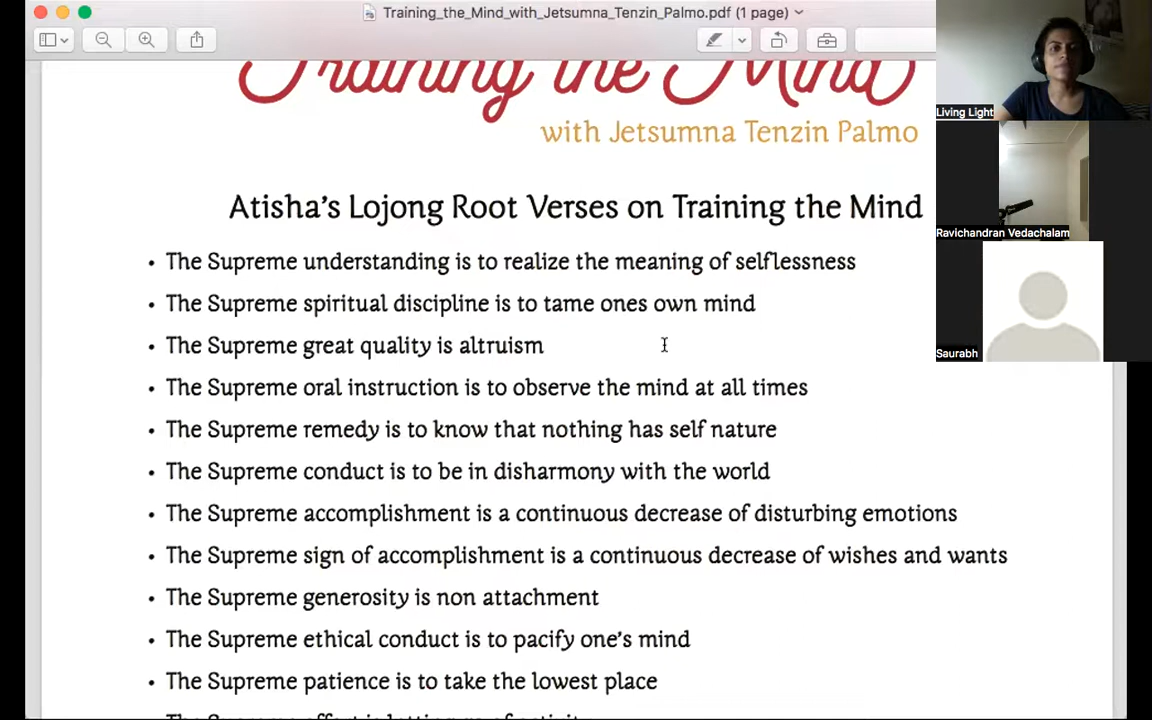 Training_the_Mind_with_Jetsumna_Tenzin_Palmo.pdf (1 page)
Training the Mind
with Jetsumna Tenzin Palmo
Living Light
Atisha's Lojong Root Verses on Training the Mind
Ravichandran Vedachalam
• The Supreme understanding is to realize the meaning of selflessness
• The Supreme spiritual discipline is to tame ones own mind
• The Supreme great quality is altruism
Saurabh
• The Supreme oral instruction is to observe the mind at all times
• The Supreme remedy is to know that nothing has self nature
• The Supreme conduct is to be in disharmony with the world
• The Supreme accomplishment is a continuous decrease of disturbing emotions
• The Supreme sign of accomplishment is a continuous decrease of wishes and wants
• The Supreme generosity is non attachment
• The Supreme ethical conduct is to pacify one's mind
• The Supreme patience is to take the lowest place